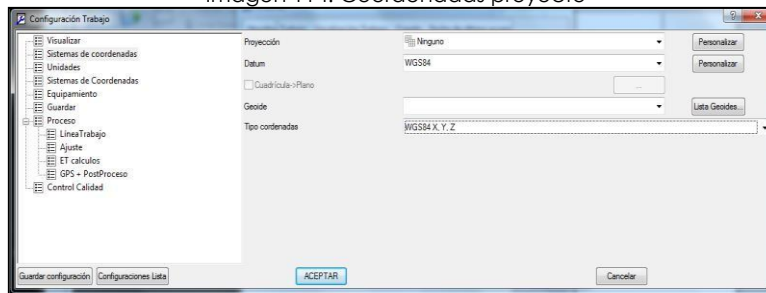 Imagen 114. Coordenadas proyecto
Configuración Trabajo
Visualizar
Sistemas de coordenadas
Unidades
Sistemas de Coordenadas
Equipamiento
Guardar
Proceso
LineaTrabajo
Ajuste
ET calculos
GPS + PostProceso
Control Calidad
Proyección
Ninguno
Personalizar
Datum
WGS84
Personalizar
Cuadrícula->Plano
...
Geoide
Lista Geoides...
Tipo cordenadas
WGS84 X, Y, Z
Guardar configuración
Configuraciones Lista
ACEPTAR
Cancelar